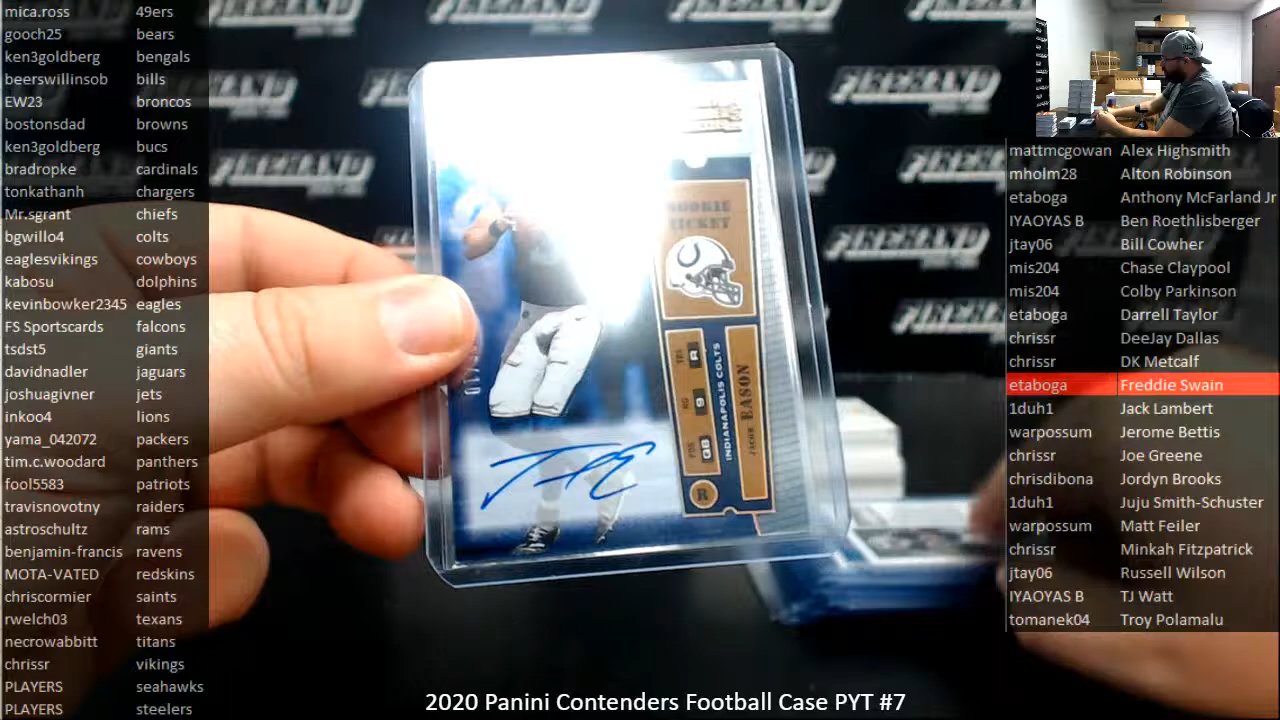 mica.ross 49ers
gooch25 bears
ken3goldberg bengals
beerswillinsob bills
EW23 broncos
bostonsdad browns
ken3goldberg bucs
bradropke cardinals
tonkathanh chargers
Mr.sgrant chiefs
bgwillo4 colts
eaglesvikings cowboys
kabosu dolphins
kevinbowker2345 eagles
FS Sportscards falcons
tsdst5 giants
davidnadler jaguars
joshuagivner jets
inkoo4 lions
yama_042072 packers
tim.c.woodard panthers
fool5583 patriots
travisnovotny raiders
astroschultz rams
benjamin-francis ravens
MOTA-VATED redskins
chriscormier saints
rwelch03 texans
necrowabbitt titans
chrissr vikings
PLAYERS seahawks
PLAYERS steelers
FIREHAND
FIREHAND
FIREHAND
FIREHAND
ROOKIE
TICKET
R
9
QB
INDIANAPOLIS COLTS
JACOB EASON
R
mattmcgowan Alex Highsmith
mholm28 Alton Robinson
etaboga Anthony McFarland Jr
IYAOYAS B Ben Roethlisberger
jtay06 Bill Cowher
mis204 Chase Claypool
mis204 Colby Parkinson
etaboga Darrell Taylor
chrissr DeeJay Dallas
chrissr DK Metcalf
etaboga Freddie Swain
1duh1 Jack Lambert
warpossum Jerome Bettis
chrissr Joe Greene
chrisdibona Jordyn Brooks
1duh1 Juju Smith-Schuster
warpossum Matt Feiler
chrissr Minkah Fitzpatrick
jtay06 Russell Wilson
IYAOYAS B TJ Watt
tomanek04 Troy Polamalu
2020 Panini Contenders Football Case PYT #7